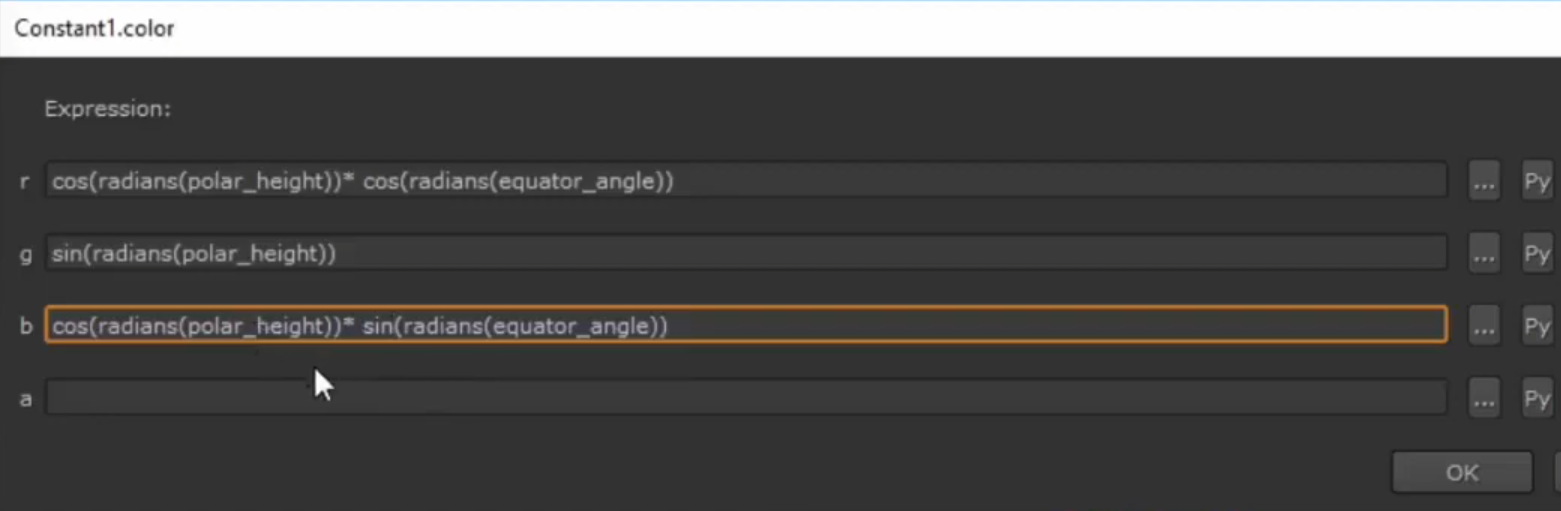 Constant1.color
Expression:
r cos(radians(polar_height))* cos(radians(equator_angle)) ... Py
g sin(radians(polar_height)) ... Py
b cos(radians(polar_height))* sin(radians(equator_angle)) ... Py
a ... Py
OK